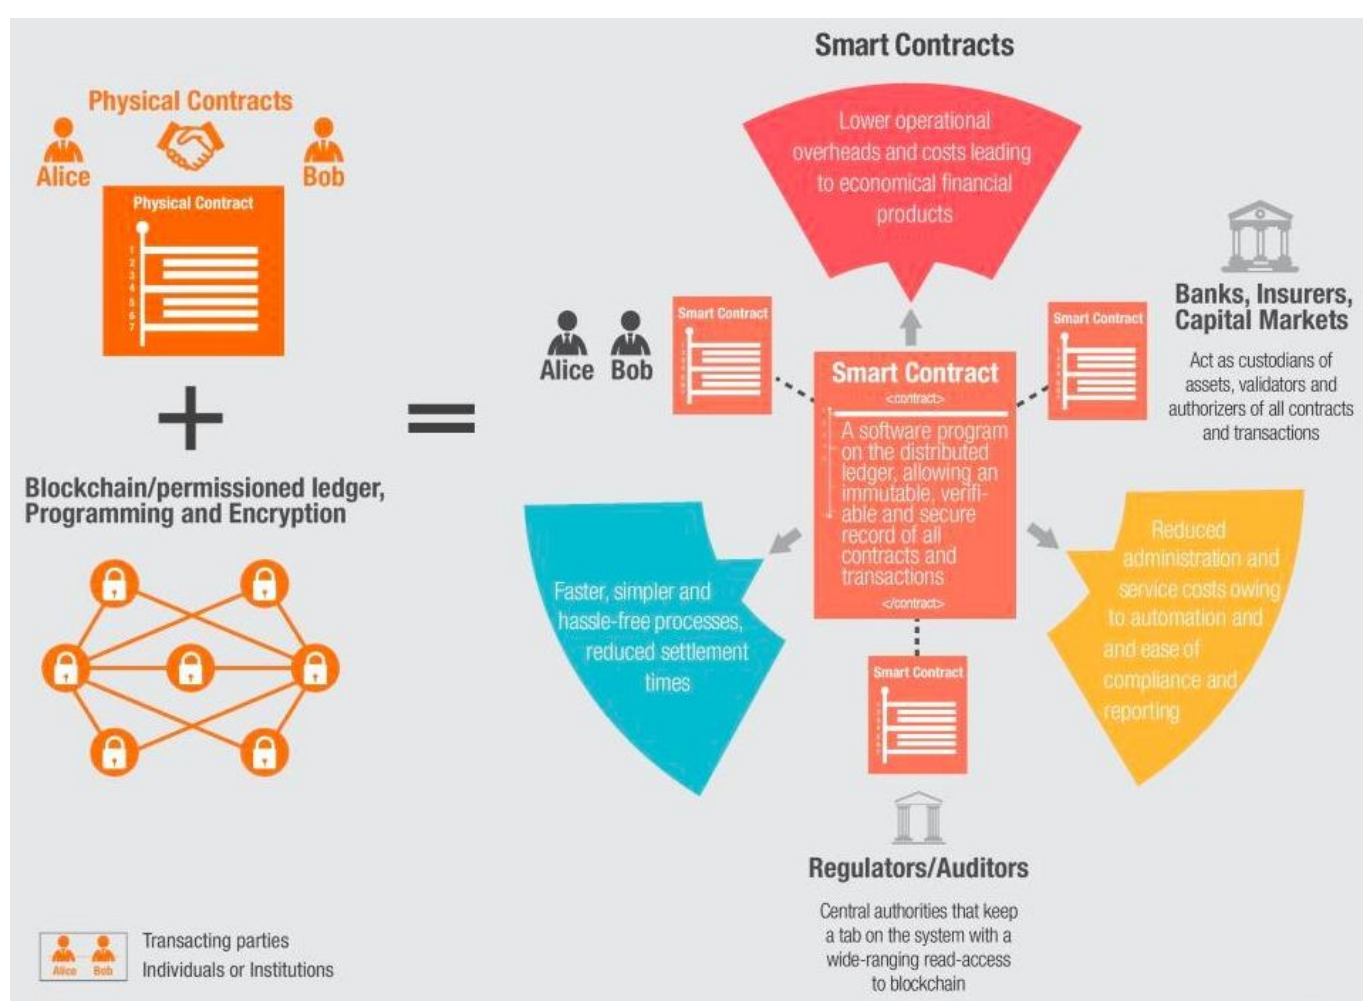 Smart Contracts
Physical Contracts
Alice
Bob
Physical Contract
1
2
3
4
5
6
7
Blockchain/permissioned ledger,
Programming and Encryption
Lower operational
overheads and costs leading
to economical financial
products
Alice Bob
Smart Contract
Smart Contract
<contract>
A software program
on the distributed
ledger, allowing an
immutable, verifi-
able and secure
record of all
contracts and
transactions
</contract>
Smart Contract
Banks, Insurers,
Capital Markets
Act as custodians of
assets, validators and
authorizers of all contracts
and transactions
Faster, simpler and
hassle-free processes,
reduced settlement
times
Reduced
administration and
service costs owing
to automation and
and ease of
compliance and
reporting
Smart Contract
Regulators/Auditors
Central authorities that keep
a tab on the system with a
wide-ranging read-access
to blockchain
Alice Bob
Transacting parties
Individuals or Institutions